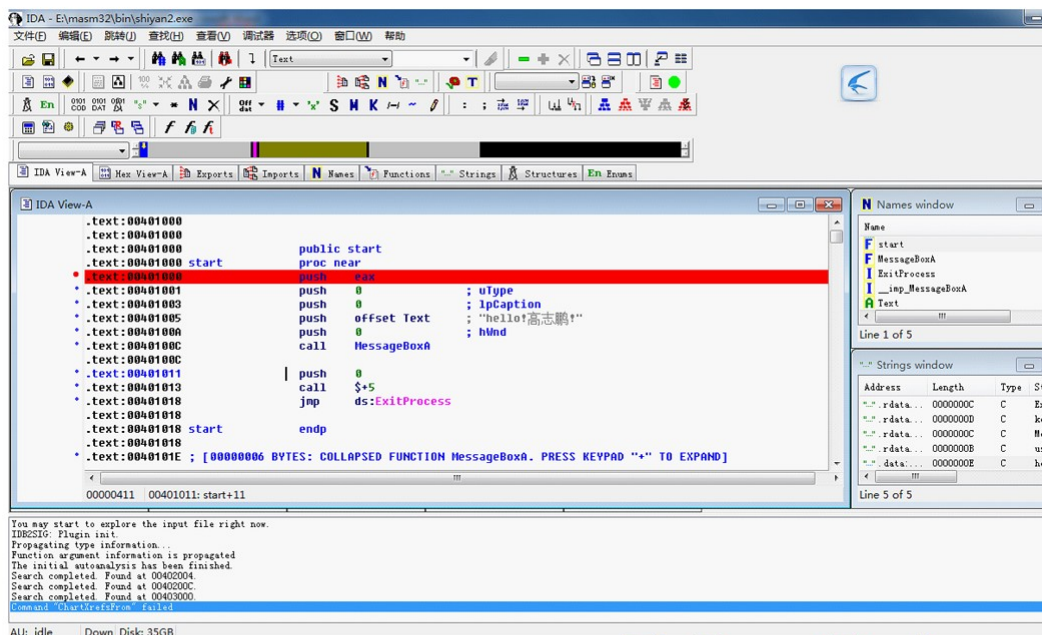 IDA - E:\masm32\bin\shiyan2.exe
文件(F) 编辑(E) 跳转(J) 查找(H) 查看(V) 调试器 选项(O) 窗口(W) 帮助
Text
En
Off
S M K
IDA View-A Hex View-A Exports Imports N Names Functions Strings Structures En Enums
IDA View-A
.text:00401000
.text:00401000
.text:00401000 public start
.text:00401000 start proc near
.text:00401000 push eax
.text:00401001 push 0 ; uType
.text:00401003 push 0 ; lpCaption
.text:00401005 push offset Text ; "hello!高志鹏!"
.text:0040100A push 0 ; hWnd
.text:0040100C call MessageBoxA
.text:0040100C
.text:00401011 push 0
.text:00401013 call $+5
.text:00401018 jmp ds:ExitProcess
.text:00401018
.text:00401018 start endp
.text:00401018
.text:0040101E ; [00000006 BYTES: COLLAPSED FUNCTION MessageBoxA. PRESS KEYPAD "+" TO EXPAND]
00000411 00401011: start+11
N Names window
Name
F start
F MessageBoxA
I ExitProcess
I __imp_MessageBoxA
A Text
Line 1 of 5
Strings window
Address Length Type
.rdata... 0000000C C
.rdata... 0000000D C
.rdata... 0000000C C
.rdata... 0000000B C
.data:... 0000000E C
Line 5 of 5
You may start to explore the input file right now.
IDB2SIG: Plugin init.
Propagating type information...
Function argument information is propagated
The initial autoanalysis has been finished.
Search completed. Found at 00402004.
Search completed. Found at 0040200C.
Search completed. Found at 00403000.
Command "ChartXrefsFrom" failed
AU: idle Down Disk: 35GB